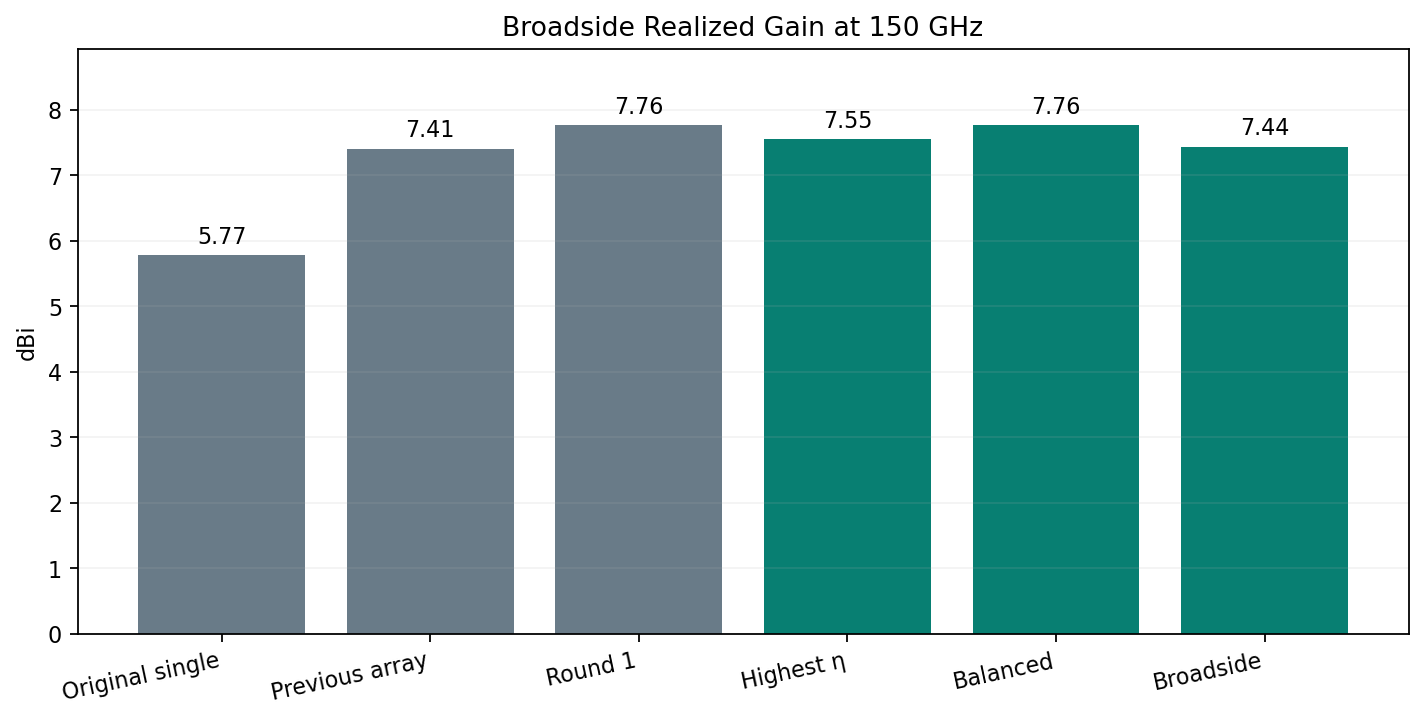 Broadside Realized Gain at 150 GHz
dBi
8
7
6
5
4
3
2
1
0
5.77
7.41
7.76
7.55
7.76
7.44
Original single
Previous array
Round 1
Highest η
Balanced
Broadside